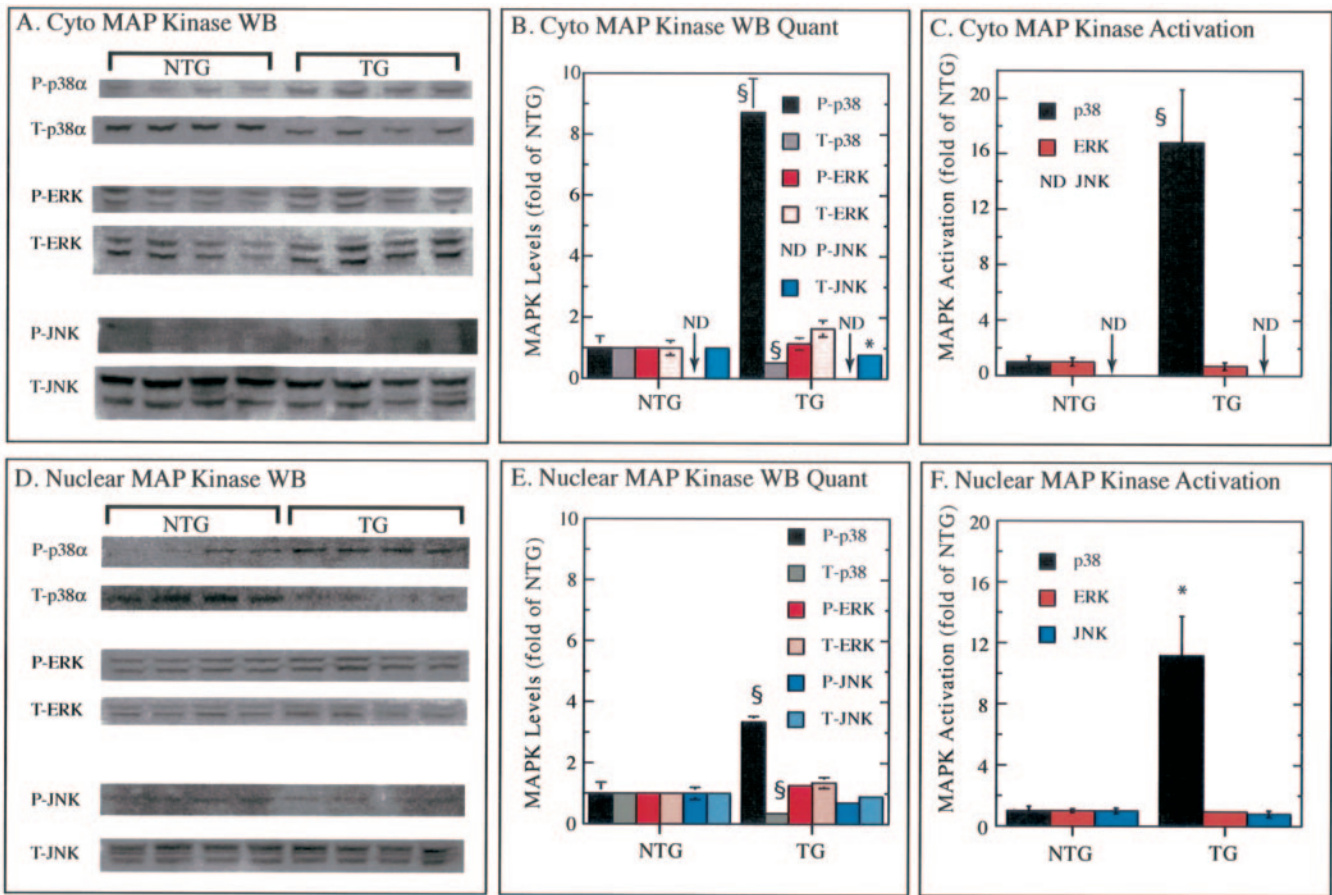 A. Cyto MAP Kinase WB
NTG TG
P-p38α
T-p38α
P-ERK
T-ERK
P-JNK
T-JNK
B. Cyto MAP Kinase WB Quant
MAPK Levels (fold of NTG)
10
8
6
4
2
0
§
P-p38
T-p38
P-ERK
T-ERK
ND P-JNK
T-JNK
ND
§
ND
*
NTG TG
C. Cyto MAP Kinase Activation
MAPK Activation (fold of NTG)
20
16
12
8
4
0
p38
ERK
ND JNK
§
ND
ND
NTG TG
D. Nuclear MAP Kinase WB
NTG TG
P-p38α
T-p38α
P-ERK
T-ERK
P-JNK
T-JNK
E. Nuclear MAP Kinase WB Quant
MAPK Levels (fold of NTG)
10
8
6
4
2
0
P-p38
T-p38
P-ERK
T-ERK
P-JNK
T-JNK
§
§
NTG TG
F. Nuclear MAP Kinase Activation
MAPK Activation (fold of NTG)
20
16
12
8
4
0
p38
ERK
JNK
*
NTG TG